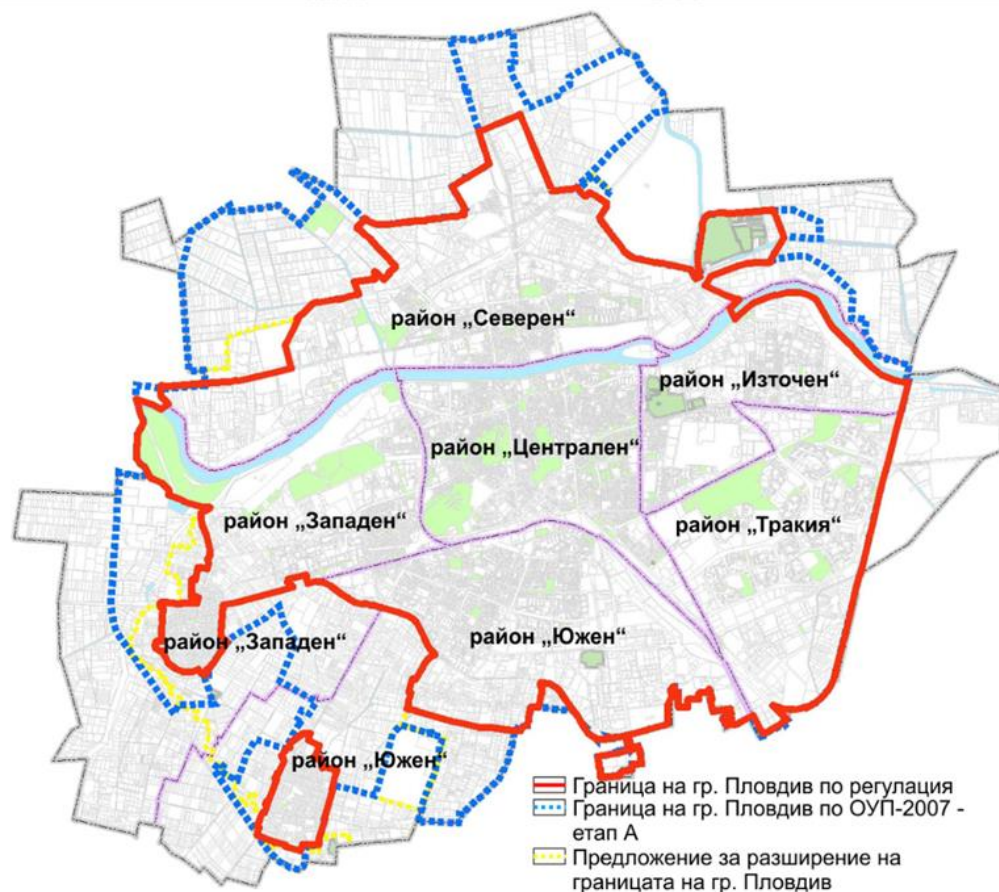 район „Северен“
район „Източен“
район „Централен“
район „Западен“
район „Тракия“
район „Западен“
район „Южен“
район „Южен“
Граница на гр. Пловдив по регулация
Граница на гр. Пловдив по ОУП-2007 -
етап А
Предложение за разширение на
границата на гр. Пловдив